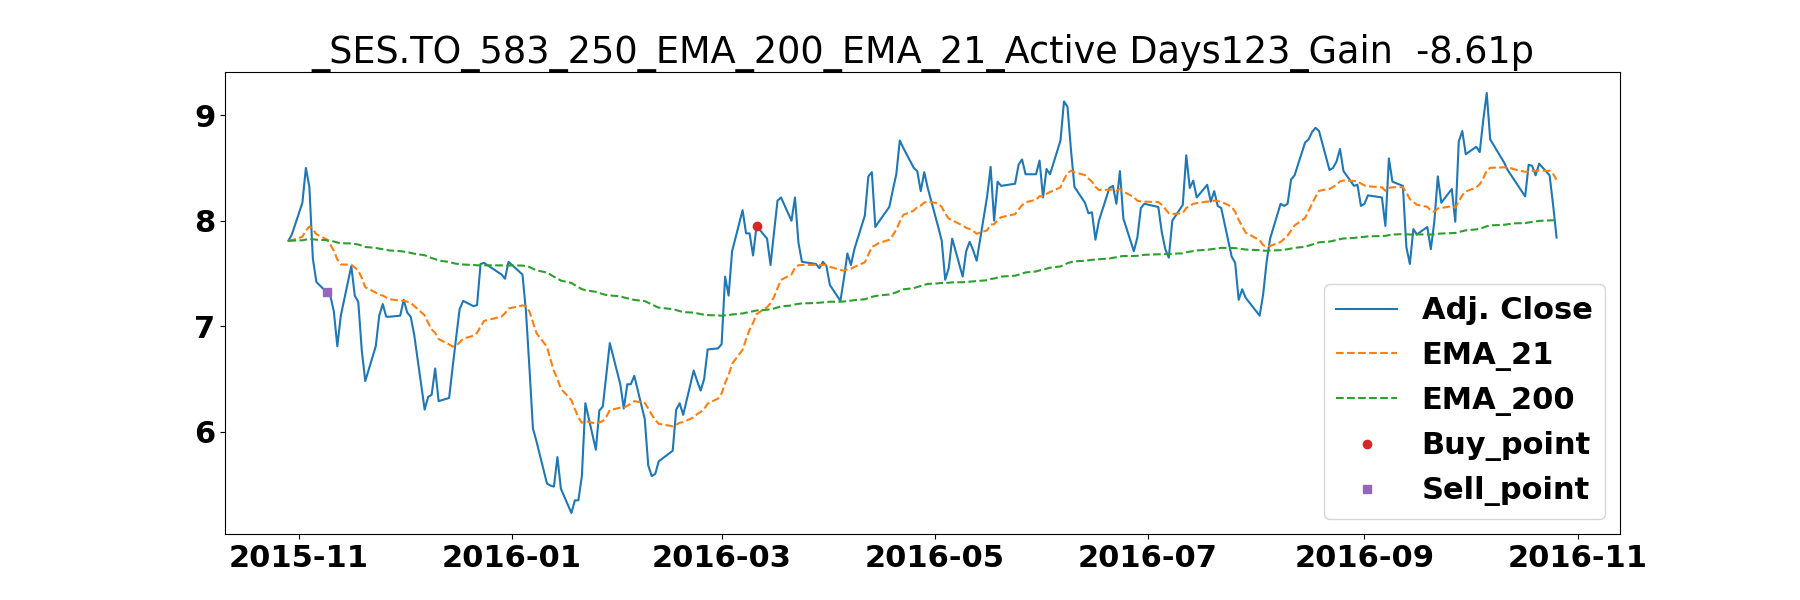 _SES.TO_583_250_EMA_200_EMA_21_Active Days123_Gain  -8.61p
9
8
7
6
Adj. Close
EMA_21
EMA_200
Buy_point
Sell_point
2015-11 2016-01 2016-03 2016-05 2016-07 2016-09 2016-11